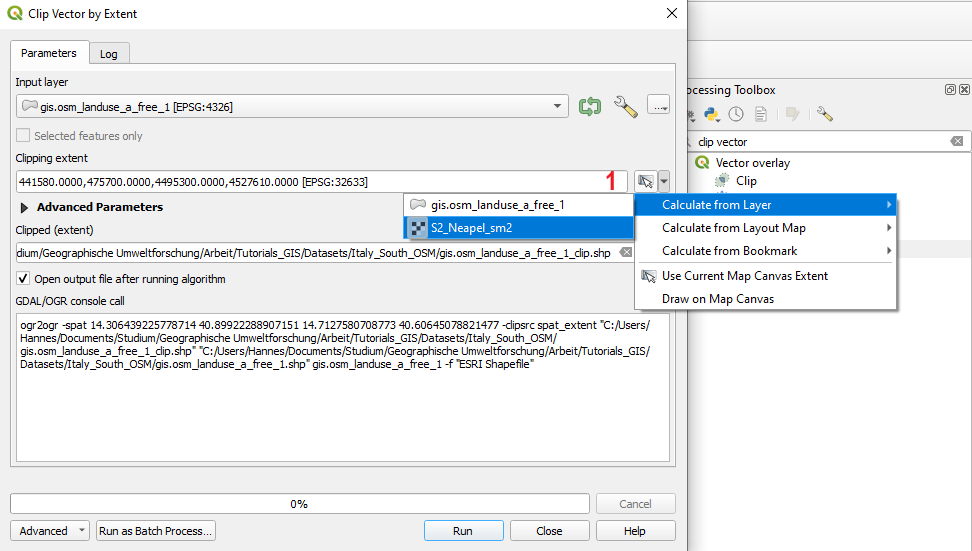 Clip Vector by Extent
Parameters
Log
Input layer
gis.osm_landuse_a_free_1 [EPSG:4326]
...
Selected features only
Clipping extent
441580.0000,475700.0000,4495300.0000,4527610.0000 [EPSG:32633]
1
Advanced Parameters
Clipped (extent)
dium/Geographische Umweltforschung/Arbeit/Tutorials_GIS/Datasets/Italy_South_OSM/gis.osm_landuse_a_free_1_clip.shp
Open output file after running algorithm
GDAL/OGR console call
ogr2ogr -spat 14.306439225778714 40.89922288907151 14.7127580708773 40.60645078821477 -clipsrc spat_extent "C:/Users/
Hannes/Documents/Studium/Geographische Umweltforschung/Arbeit/Tutorials_GIS/Datasets/Italy_South_OSM/
gis.osm_landuse_a_free_1_clip.shp" "C:/Users/Hannes/Documents/Studium/Geographische Umweltforschung/Arbeit/Tutorials_GIS/
Datasets/Italy_South_OSM/gis.osm_landuse_a_free_1.shp" gis.osm_landuse_a_free_1 -f "ESRI Shapefile"
0%
Cancel
Advanced
Run as Batch Process...
Run
Close
Help
gis.osm_landuse_a_free_1
S2_Neapel_sm2
Calculate from Layer
Calculate from Layout Map
Calculate from Bookmark
Use Current Map Canvas Extent
Draw on Map Canvas
ocessing Toolbox
clip vector
Vector overlay
Clip